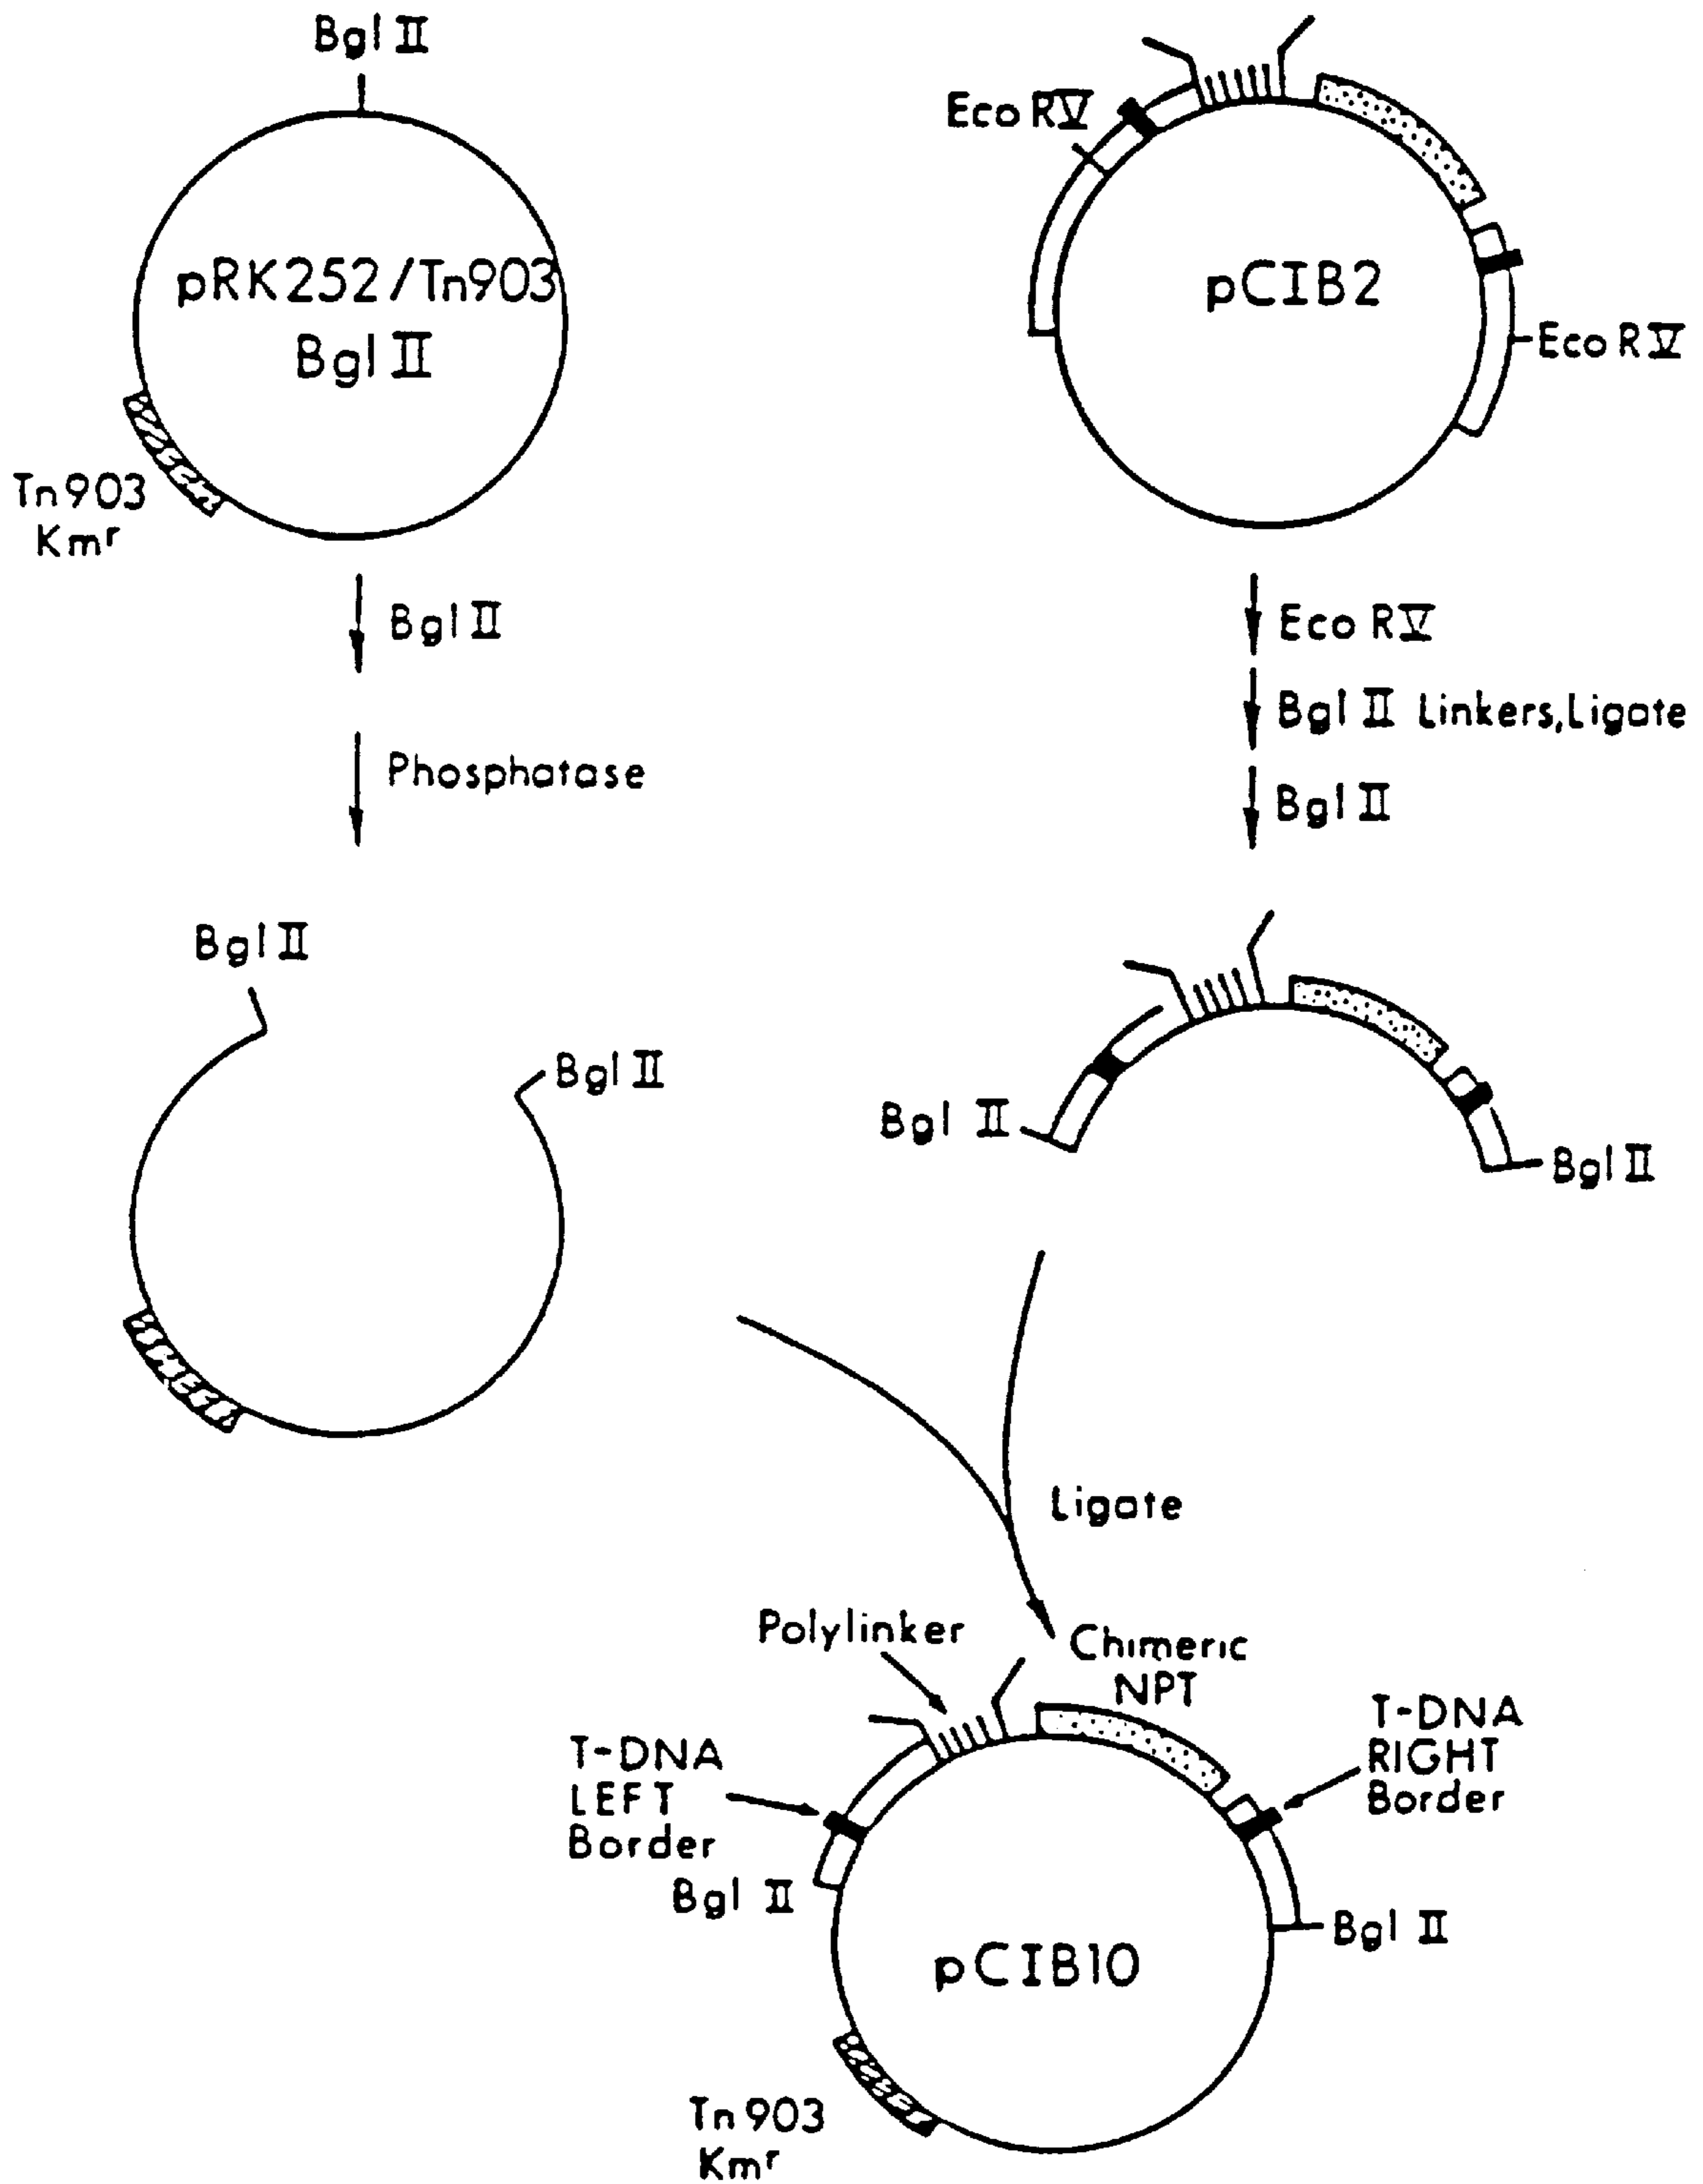 Bgl II
pRK252/Tn903
Bgl II
Tn903
Kmr
Eco RV
pCIB2
Eco RV
Bgl II
Phosphatase
Eco RV
Bgl II Linkers, Ligate
Bgl II
Bgl II
Bgl II
Bgl II
Bgl II
Ligate
Polylinker
Chimeric
NPT
T-DNA
LEFT
Border
T-DNA
RIGHT
Border
Bgl II
Bgl II
pCIB10
Tn903
Kmr